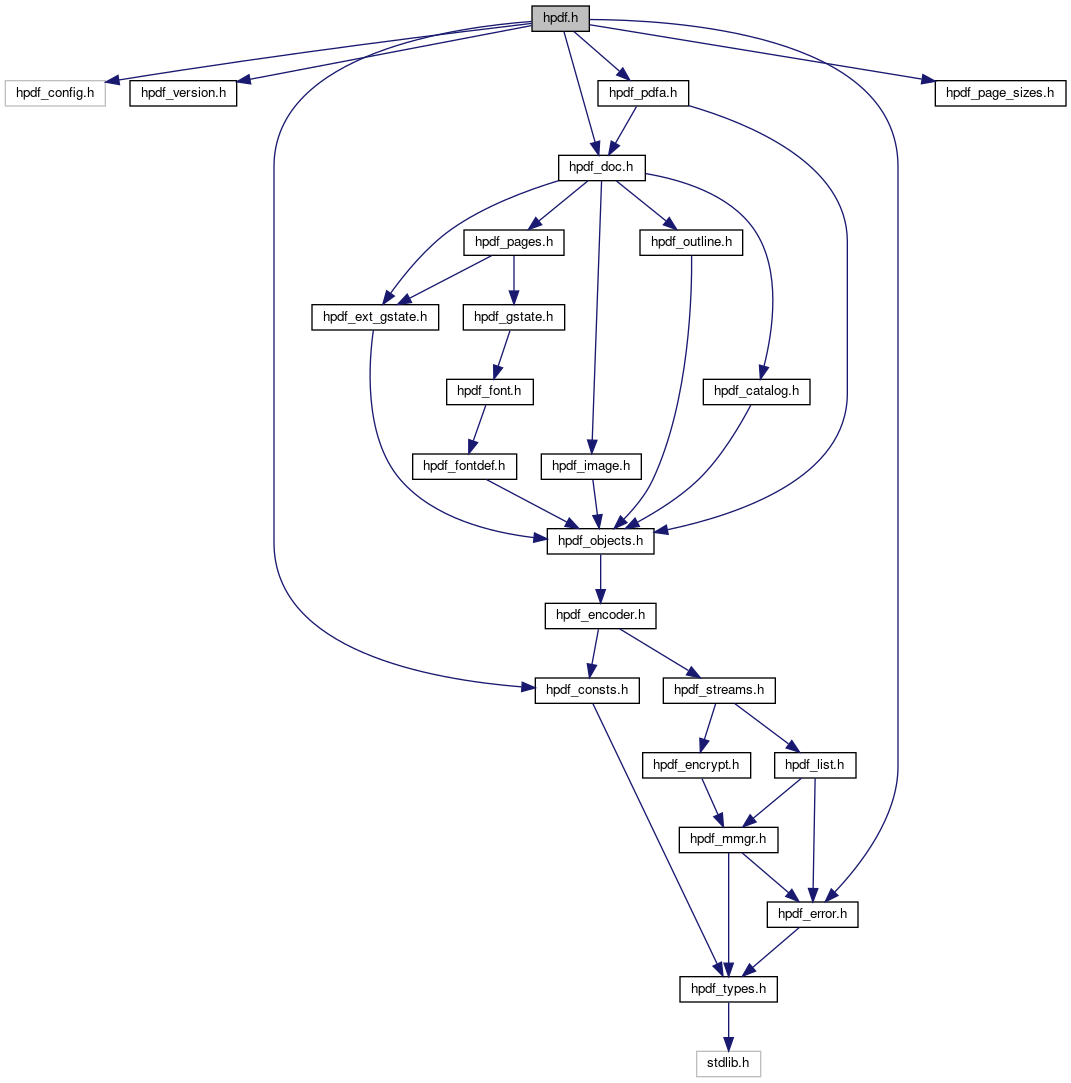 hpdf.h
hpdf_config.h
hpdf_version.h
hpdf_pdfa.h
hpdf_page_sizes.h
hpdf_doc.h
hpdf_pages.h
hpdf_outline.h
hpdf_ext_gstate.h
hpdf_gstate.h
hpdf_font.h
hpdf_catalog.h
hpdf_fontdef.h
hpdf_image.h
hpdf_objects.h
hpdf_encoder.h
hpdf_consts.h
hpdf_streams.h
hpdf_encrypt.h
hpdf_list.h
hpdf_mmgr.h
hpdf_error.h
hpdf_types.h
stdlib.h